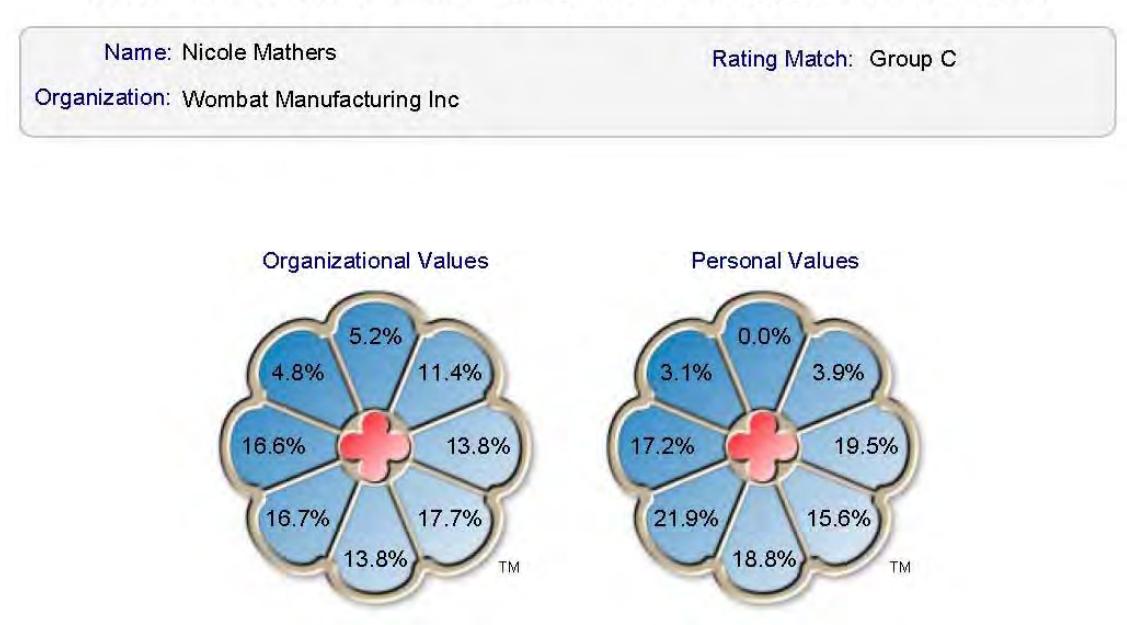 Name: Nicole Mathers
Rating Match: Group C
Organization: Wombat Manufacturing Inc
Organizational Values
Personal Values
5.2%
4.8%
11.4%
16.6%
13.8%
16.7%
17.7%
13.8%
TM
0.0%
3.1%
3.9%
17.2%
19.5%
21.9%
15.6%
18.8%
TM